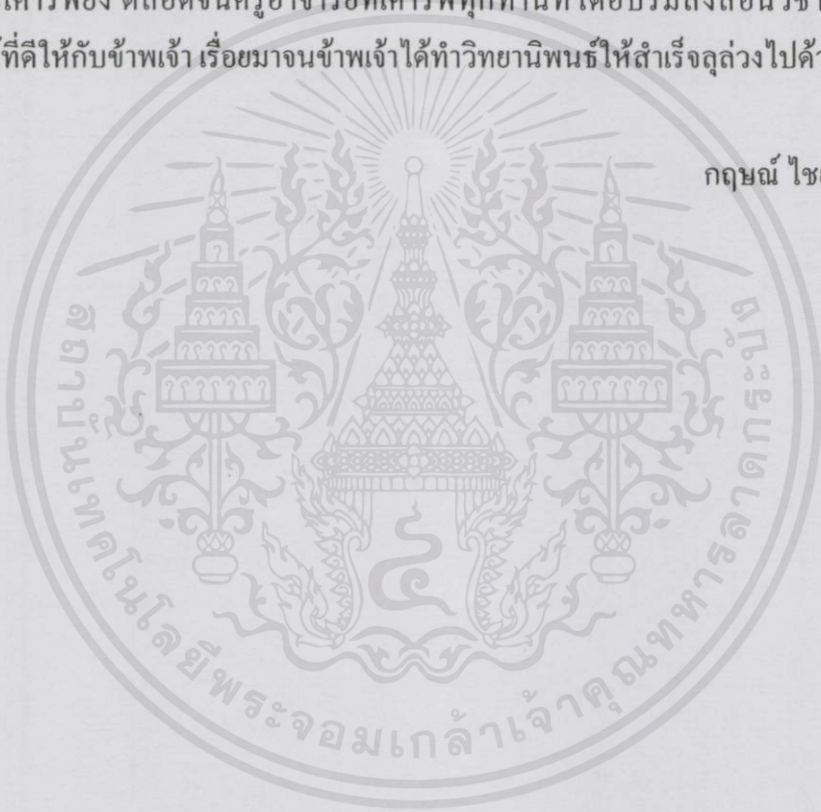 ตลอดจนครูอาจารย์ที่เคารพทุกท่านที่ได้อบรมสั่งสอนวิชา
ที่ดีให้กับข้าพเจ้า เรื่อยมาจนข้าพเจ้าได้ทำวิทยานิพนธ์ให้สำเร็จลุล่วงไปด้
กฤษณ์
สถาบันเทคโนโลยีพระจอมเกล้าเจ้าคุณทหารลาดกระบัง
๔